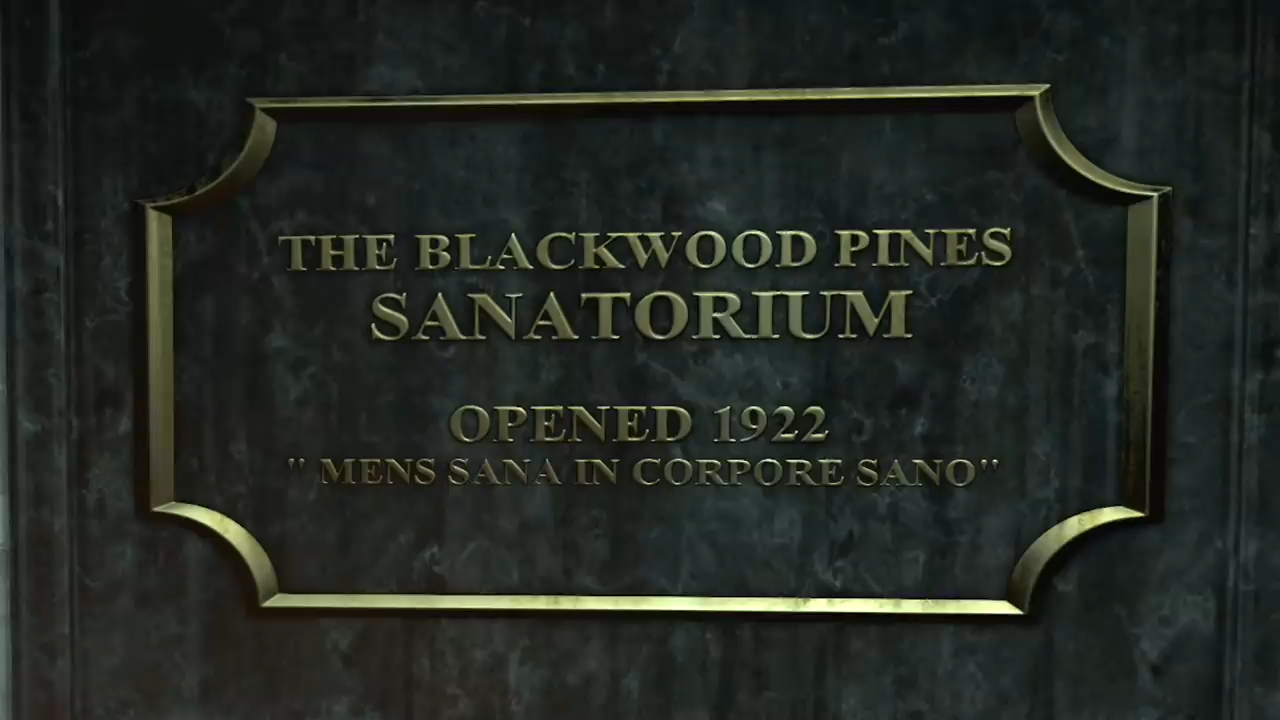 THE BLACKWOOD PINES
SANATORIUM
OPENED 1922
" MENS SANA IN CORPORE SANO"